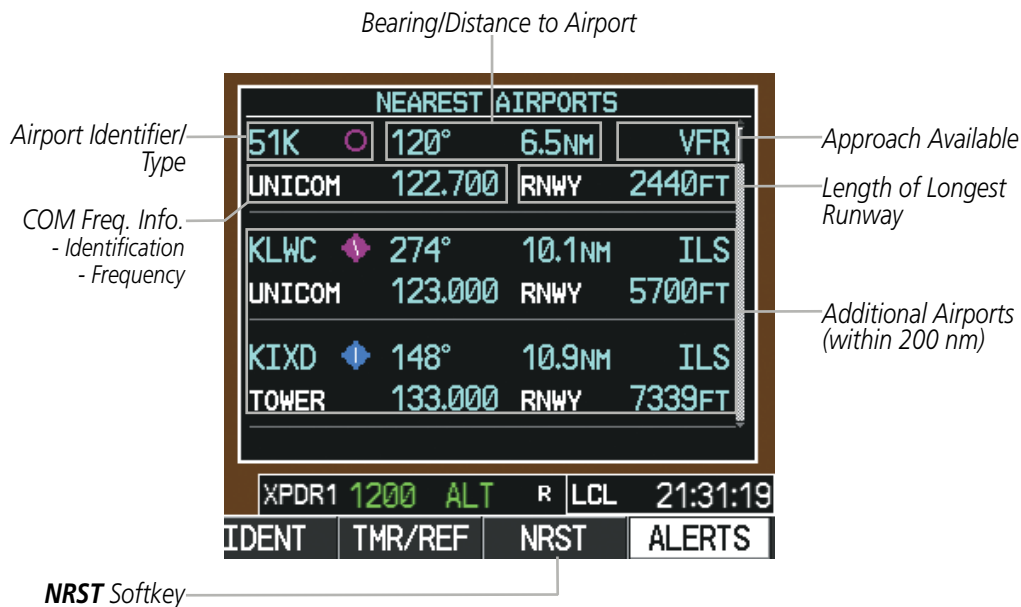 Bearing/Distance to Airport
NEAREST AIRPORTS
Airport Identifier/
Type
51K 120° 6.5NM VFR
Approach Available
UNICOM 122.700 RNWY 2440FT
Length of Longest
Runway
COM Freq. Info.
- Identification
- Frequency
KLWC 274° 10.1NM ILS
UNICOM 123.000 RNWY 5700FT
Additional Airports
(within 200 nm)
KIXD 148° 10.9NM ILS
TOWER 133.000 RNWY 7339FT
XPDR1 1200 ALT R LCL 21:31:19
IDENT TMR/REF NRST ALERTS
NRST Softkey